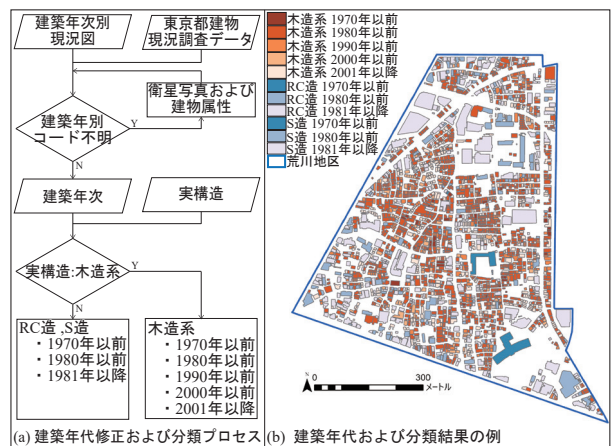 建築年次別
現況図
東京都建物
現況調査データ
衛星写真および
建物属性
建築年別
コード不明
Y
N
建築年次
実構造
実構造:木造系
Y
N
RC造 ,S造
・1970年以前
・1980年以前
・1981年以降
木造系
・1970年以前
・1980年以前
・1990年以前
・2000年以前
・2001年以降
(a) 建築年代修正および分類プロセス
木造系 1970年以前
木造系 1980年以前
木造系 1990年以前
木造系 2000年以前
木造系 2001年以降
RC造 1970年以前
RC造 1980年以前
RC造 1981年以降
S造 1970年以前
S造 1980年以前
S造 1981年以降
荒川地区
N
0 300
メートル
(b) 建築年代および分類結果の例